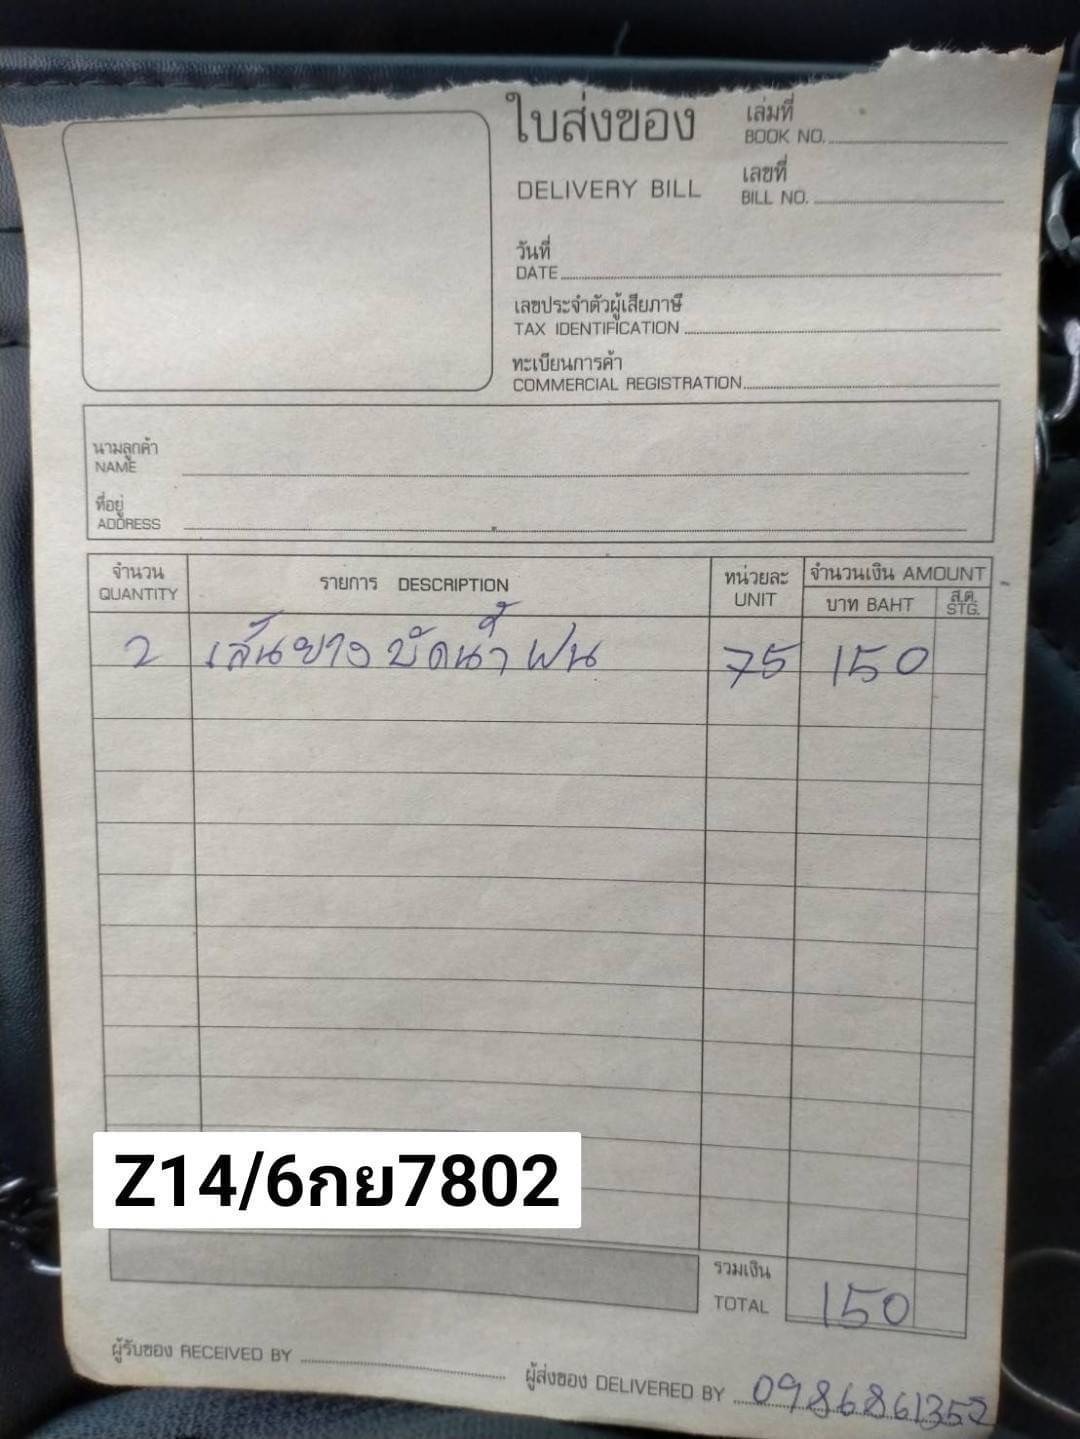 ใบส่งของ
DELIVERY BILL
เล่มที่
BOOK NO.
เลขที่
BILL NO.
วันที่
DATE
เลขประจำตัวผู้เสียภาษี
TAX IDENTIFICATION
ทะเบียนการค้า
COMMERCIAL REGISTRATION
นามลูกค้า
NAME
ที่อยู่
ADDRESS
จำนวน
QUANTITY
รายการ DESCRIPTION
หน่วยละ
UNIT
จำนวนเงิน AMOUNT
บาท BAHT
ส.ต.
STG.
2 เส้นยางปัดน้ำฝน 75 150
Z14/6กย7802
รวมเงิน
TOTAL
150
ผู้รับของ RECEIVED BY
ผู้ส่งของ DELIVERED BY 0986861352